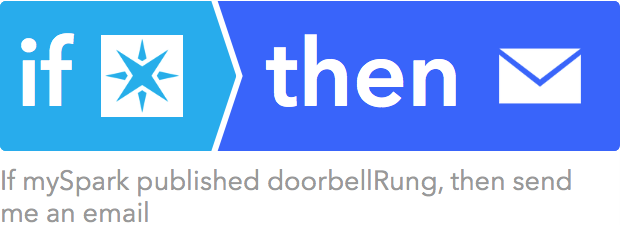 if then
If mySpark published doorbellRung, then send
me an email